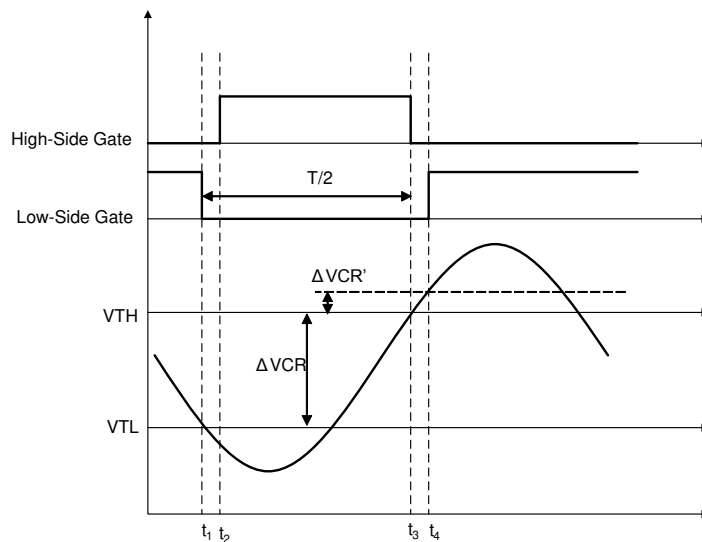 High-Side Gate
T/2
Low-Side Gate
ΔVCR’
VTH
ΔVCR
VTL
t1 t2 t3 t4